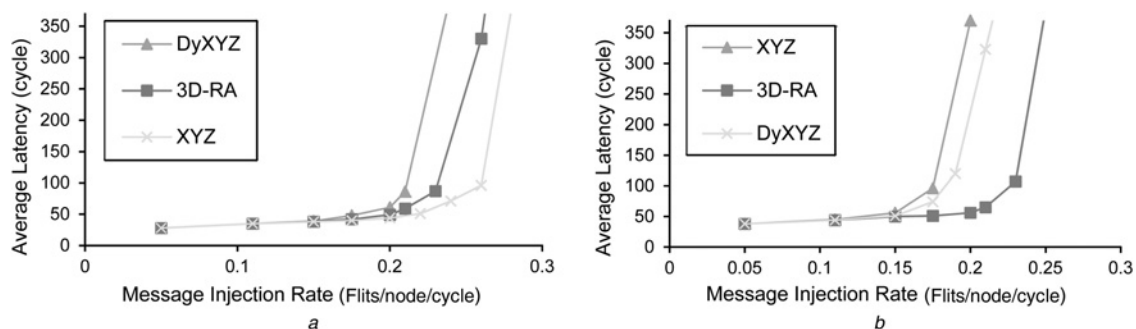 Average Latency (cycle)
350
300
250
200
150
100
50
0
DyXYZ
3D-RA
XYZ
0
0.1
0.2
0.3
Message Injection Rate (Flits/node/cycle)
a
Average Latency (cycle)
350
300
250
200
150
100
50
0
XYZ
3D-RA
DyXYZ
0
0.05
0.1
0.15
0.2
0.25
0.3
Message Injection Rate (Flits/node/cycle)
b